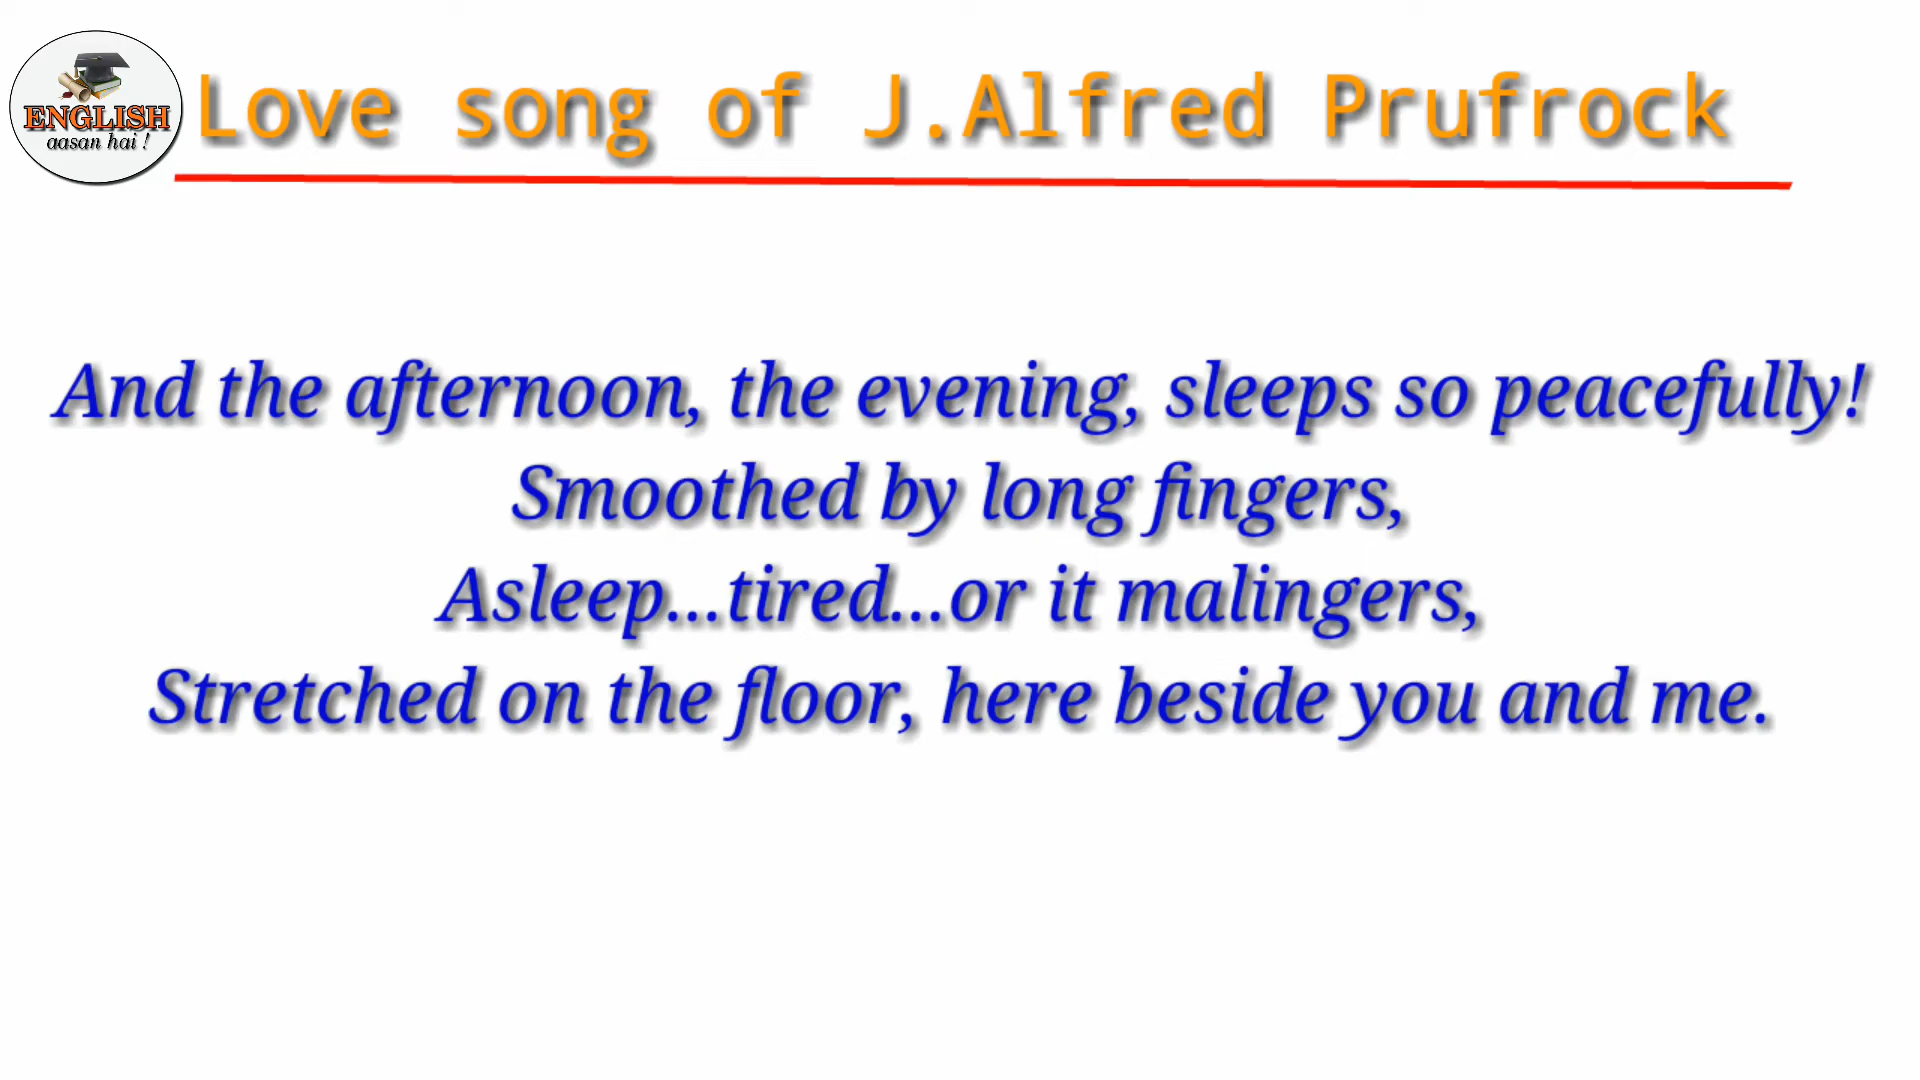 ENGLISH
aasan hai !
Love song of J.Alfred Prufrock
And the afternoon, the evening, sleeps so peacefully!
Smoothed by long fingers,
Asleep...tired...or it malingers,
Stretched on the floor, here beside you and me.